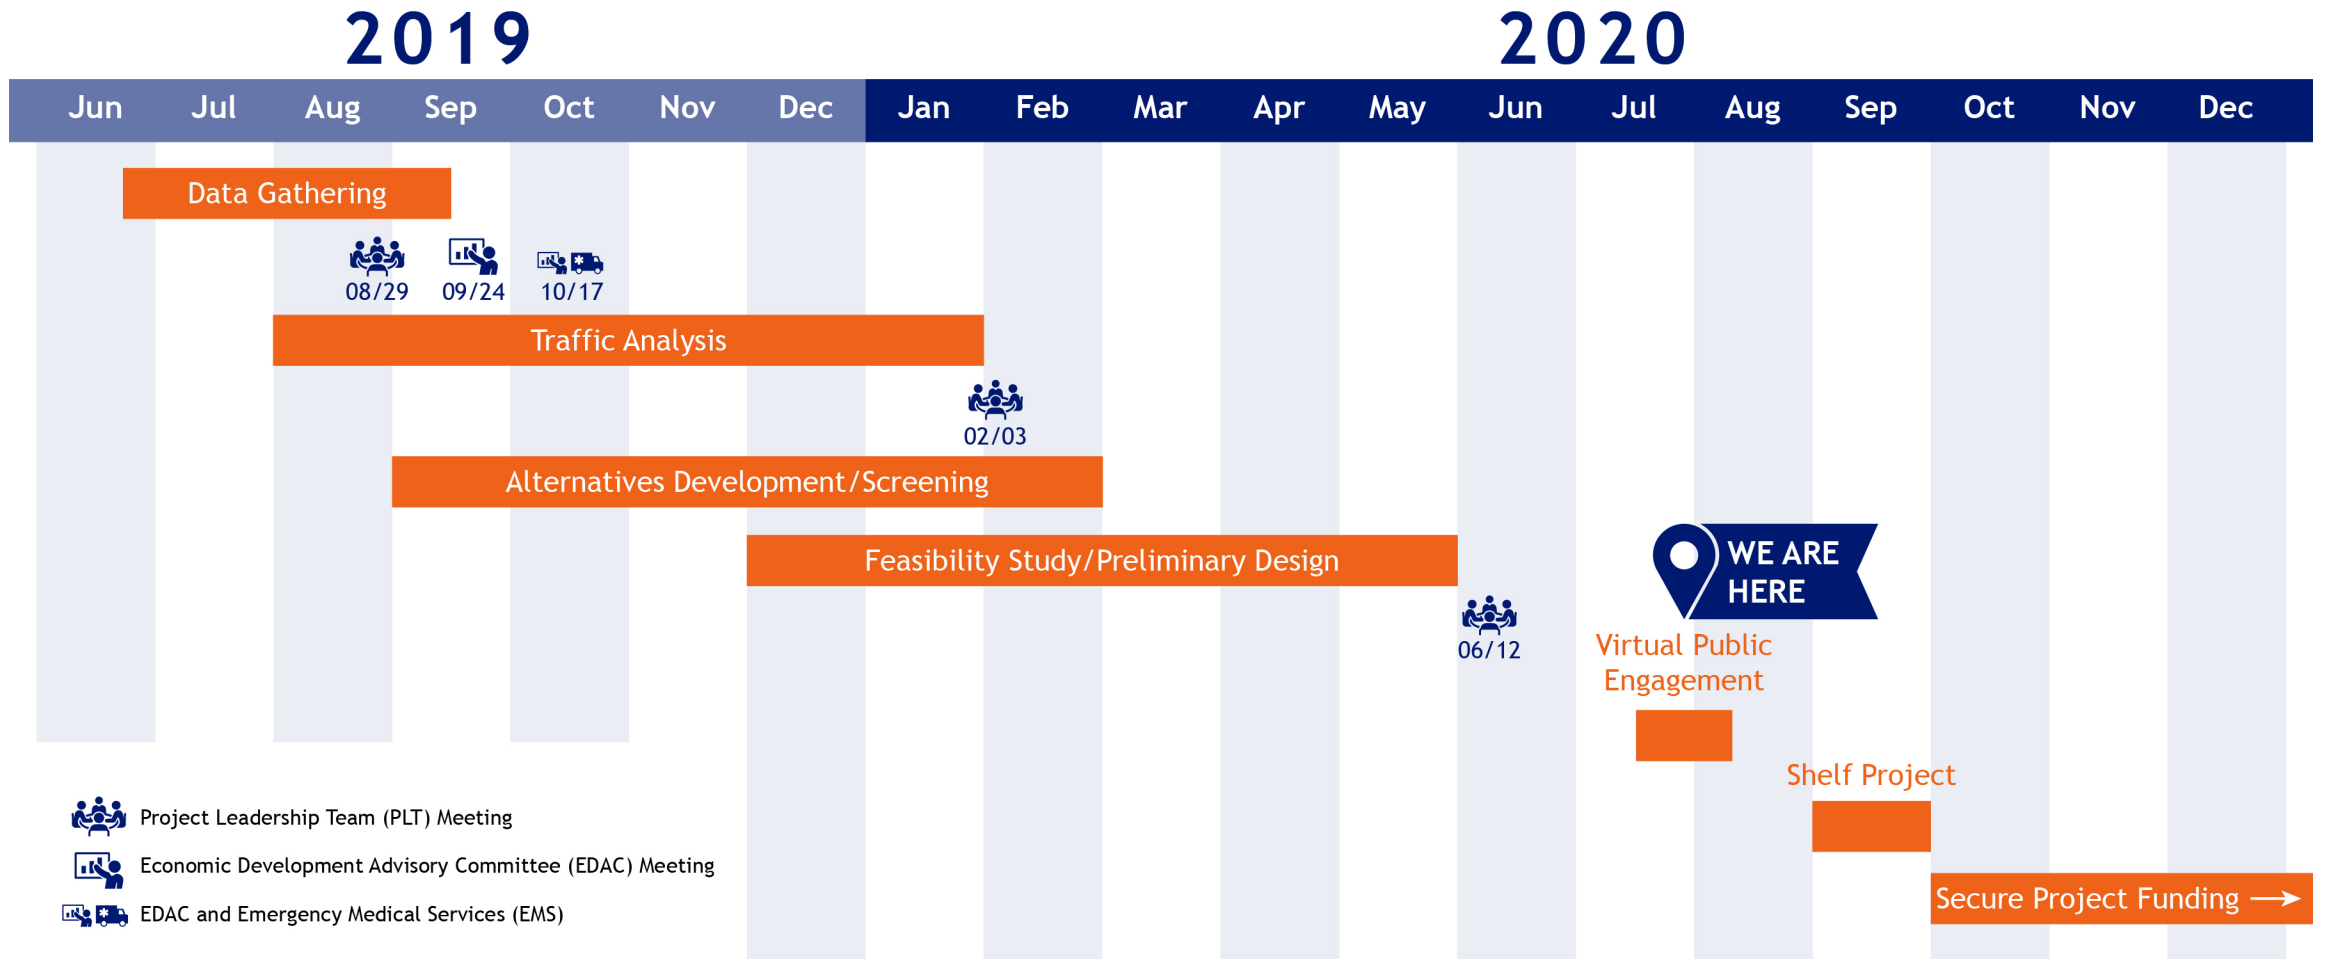 2019 2020
Jun Jul Aug Sep Oct Nov Dec Jan Feb Mar Apr May Jun Jul Aug Sep Oct Nov Dec
Data Gathering
08/29 09/24 10/17
Traffic Analysis
02/03
Alternatives Development/Screening
Feasibility Study/Preliminary Design
WE ARE
HERE
06/12
Virtual Public
Engagement
Shelf Project
Secure Project Funding
Project Leadership Team (PLT) Meeting
Economic Development Advisory Committee (EDAC) Meeting
EDAC and Emergency Medical Services (EMS)